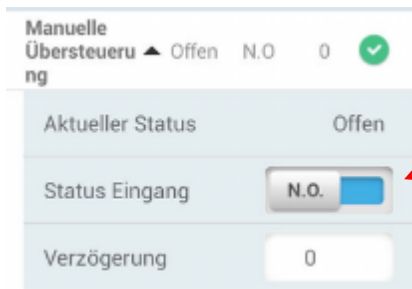 Manuelle
Übersteueru Offen N.O 0
ng
Aktueller Status Offen
Status Eingang N.O.
Verzögerung 0